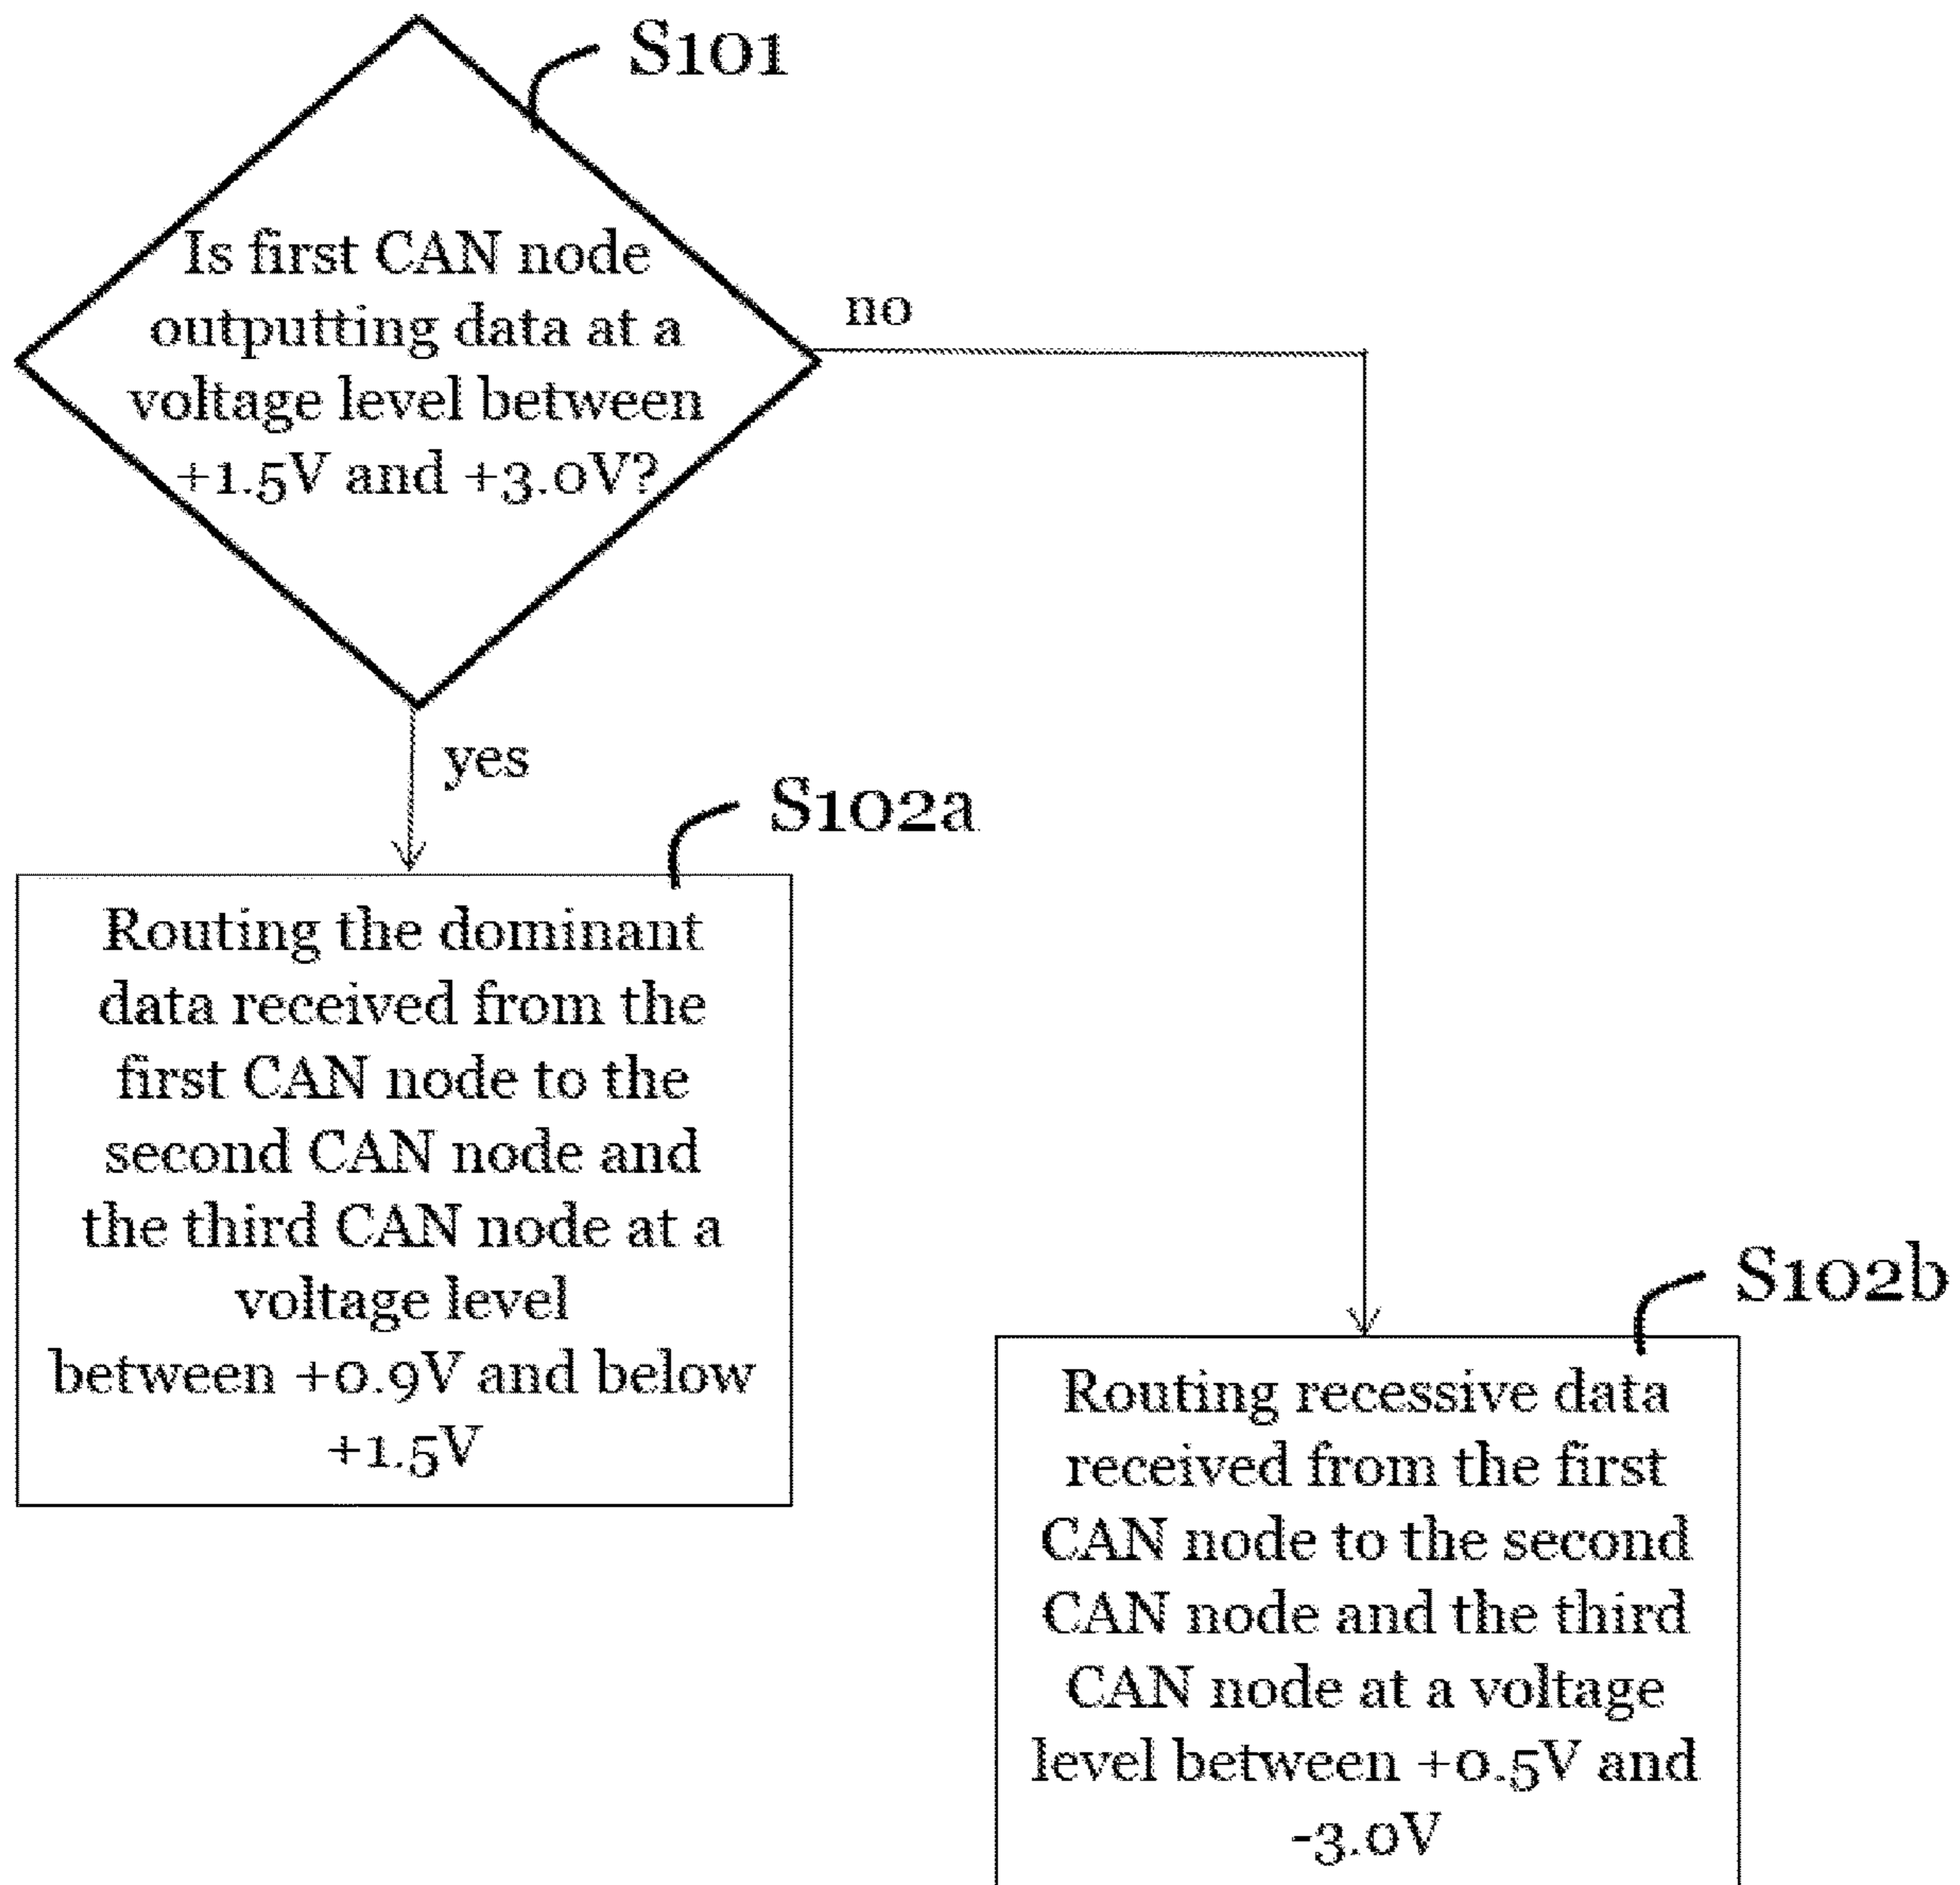 S101
Is first CAN node
outputting data at a
voltage level between
+1.5V and +3.0V?
no
yes
S102a
Routing the dominant
data received from the
first CAN node to the
second CAN node and
the third CAN node at a
voltage level
between +0.9V and below
+1.5V
S102b
Routing recessive data
received from the first
CAN node to the second
CAN node and the third
CAN node at a voltage
level between +0.5V and
-3.0V